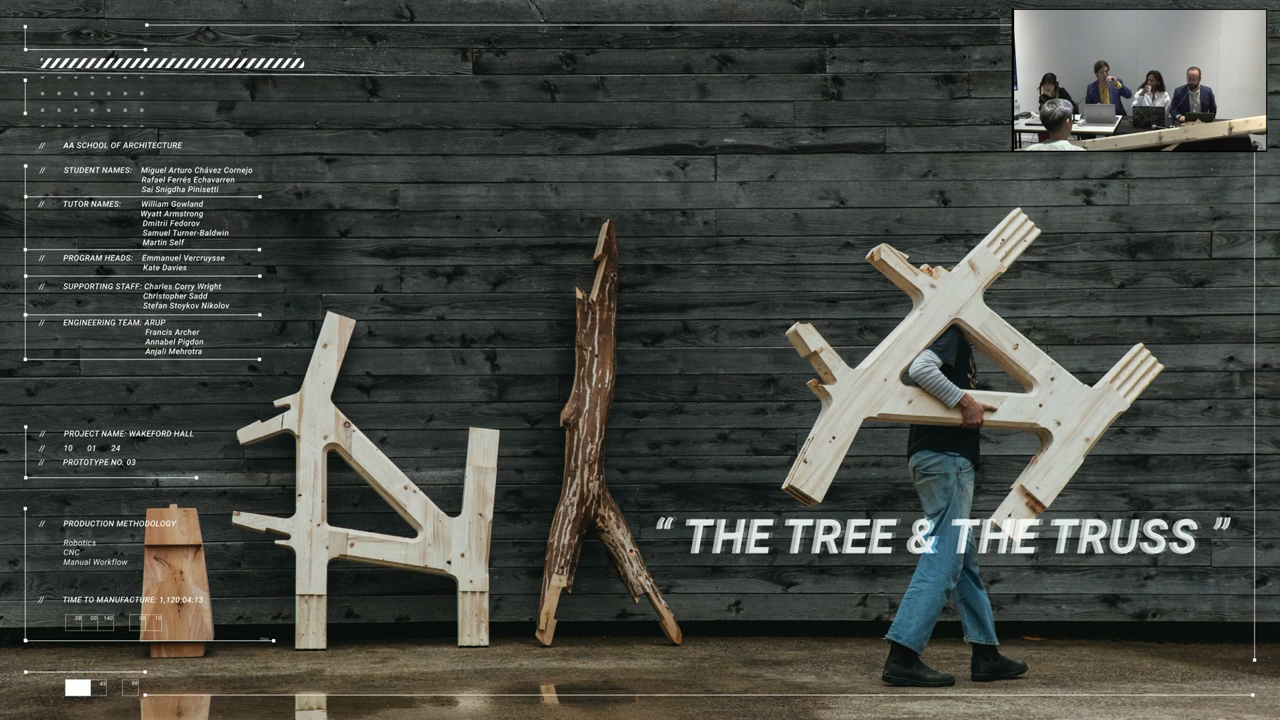 // AA SCHOOL OF ARCHITECTURE
// STUDENT NAMES: Miguel Arturo Chávez Cornejo
Rafael Ferrés Echavarren
Sai Snigdha Pinisetti
// TUTOR NAMES: William Gowland
Wyatt Armstrong
Dmitrii Fedorov
Samuel Turner-Baldwin
Martin Self
// PROGRAM HEADS: Emmanuel Vercruysse
Kate Davies
// SUPPORTING STAFF: Charles Corry Wright
Christopher Sadd
Stefan Stoykov Nikolov
// ENGINEERING TEAM: ARUP
Francis Archer
Annabel Pigdon
Anjali Mehrotra
// PROJECT NAME: WAKEFORD HALL
// 10 01 24
// PROTOTYPE NO. 03
“ THE TREE & THE TRUSS ”
// PRODUCTION METHODOLOGY
Robotics
CNC
Manual Workflow
// TIME TO MANUFACTURE: 1,120:04:13